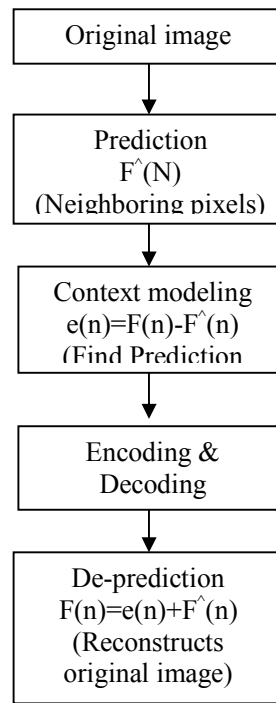 Original image
Prediction
F^(N)
(Neighboring pixels)
Context modeling
e(n)=F(n)-F^(n)
(Find Prediction
Encoding &
Decoding
De-prediction
F(n)=e(n)+F^(n)
(Reconstructs
original image)